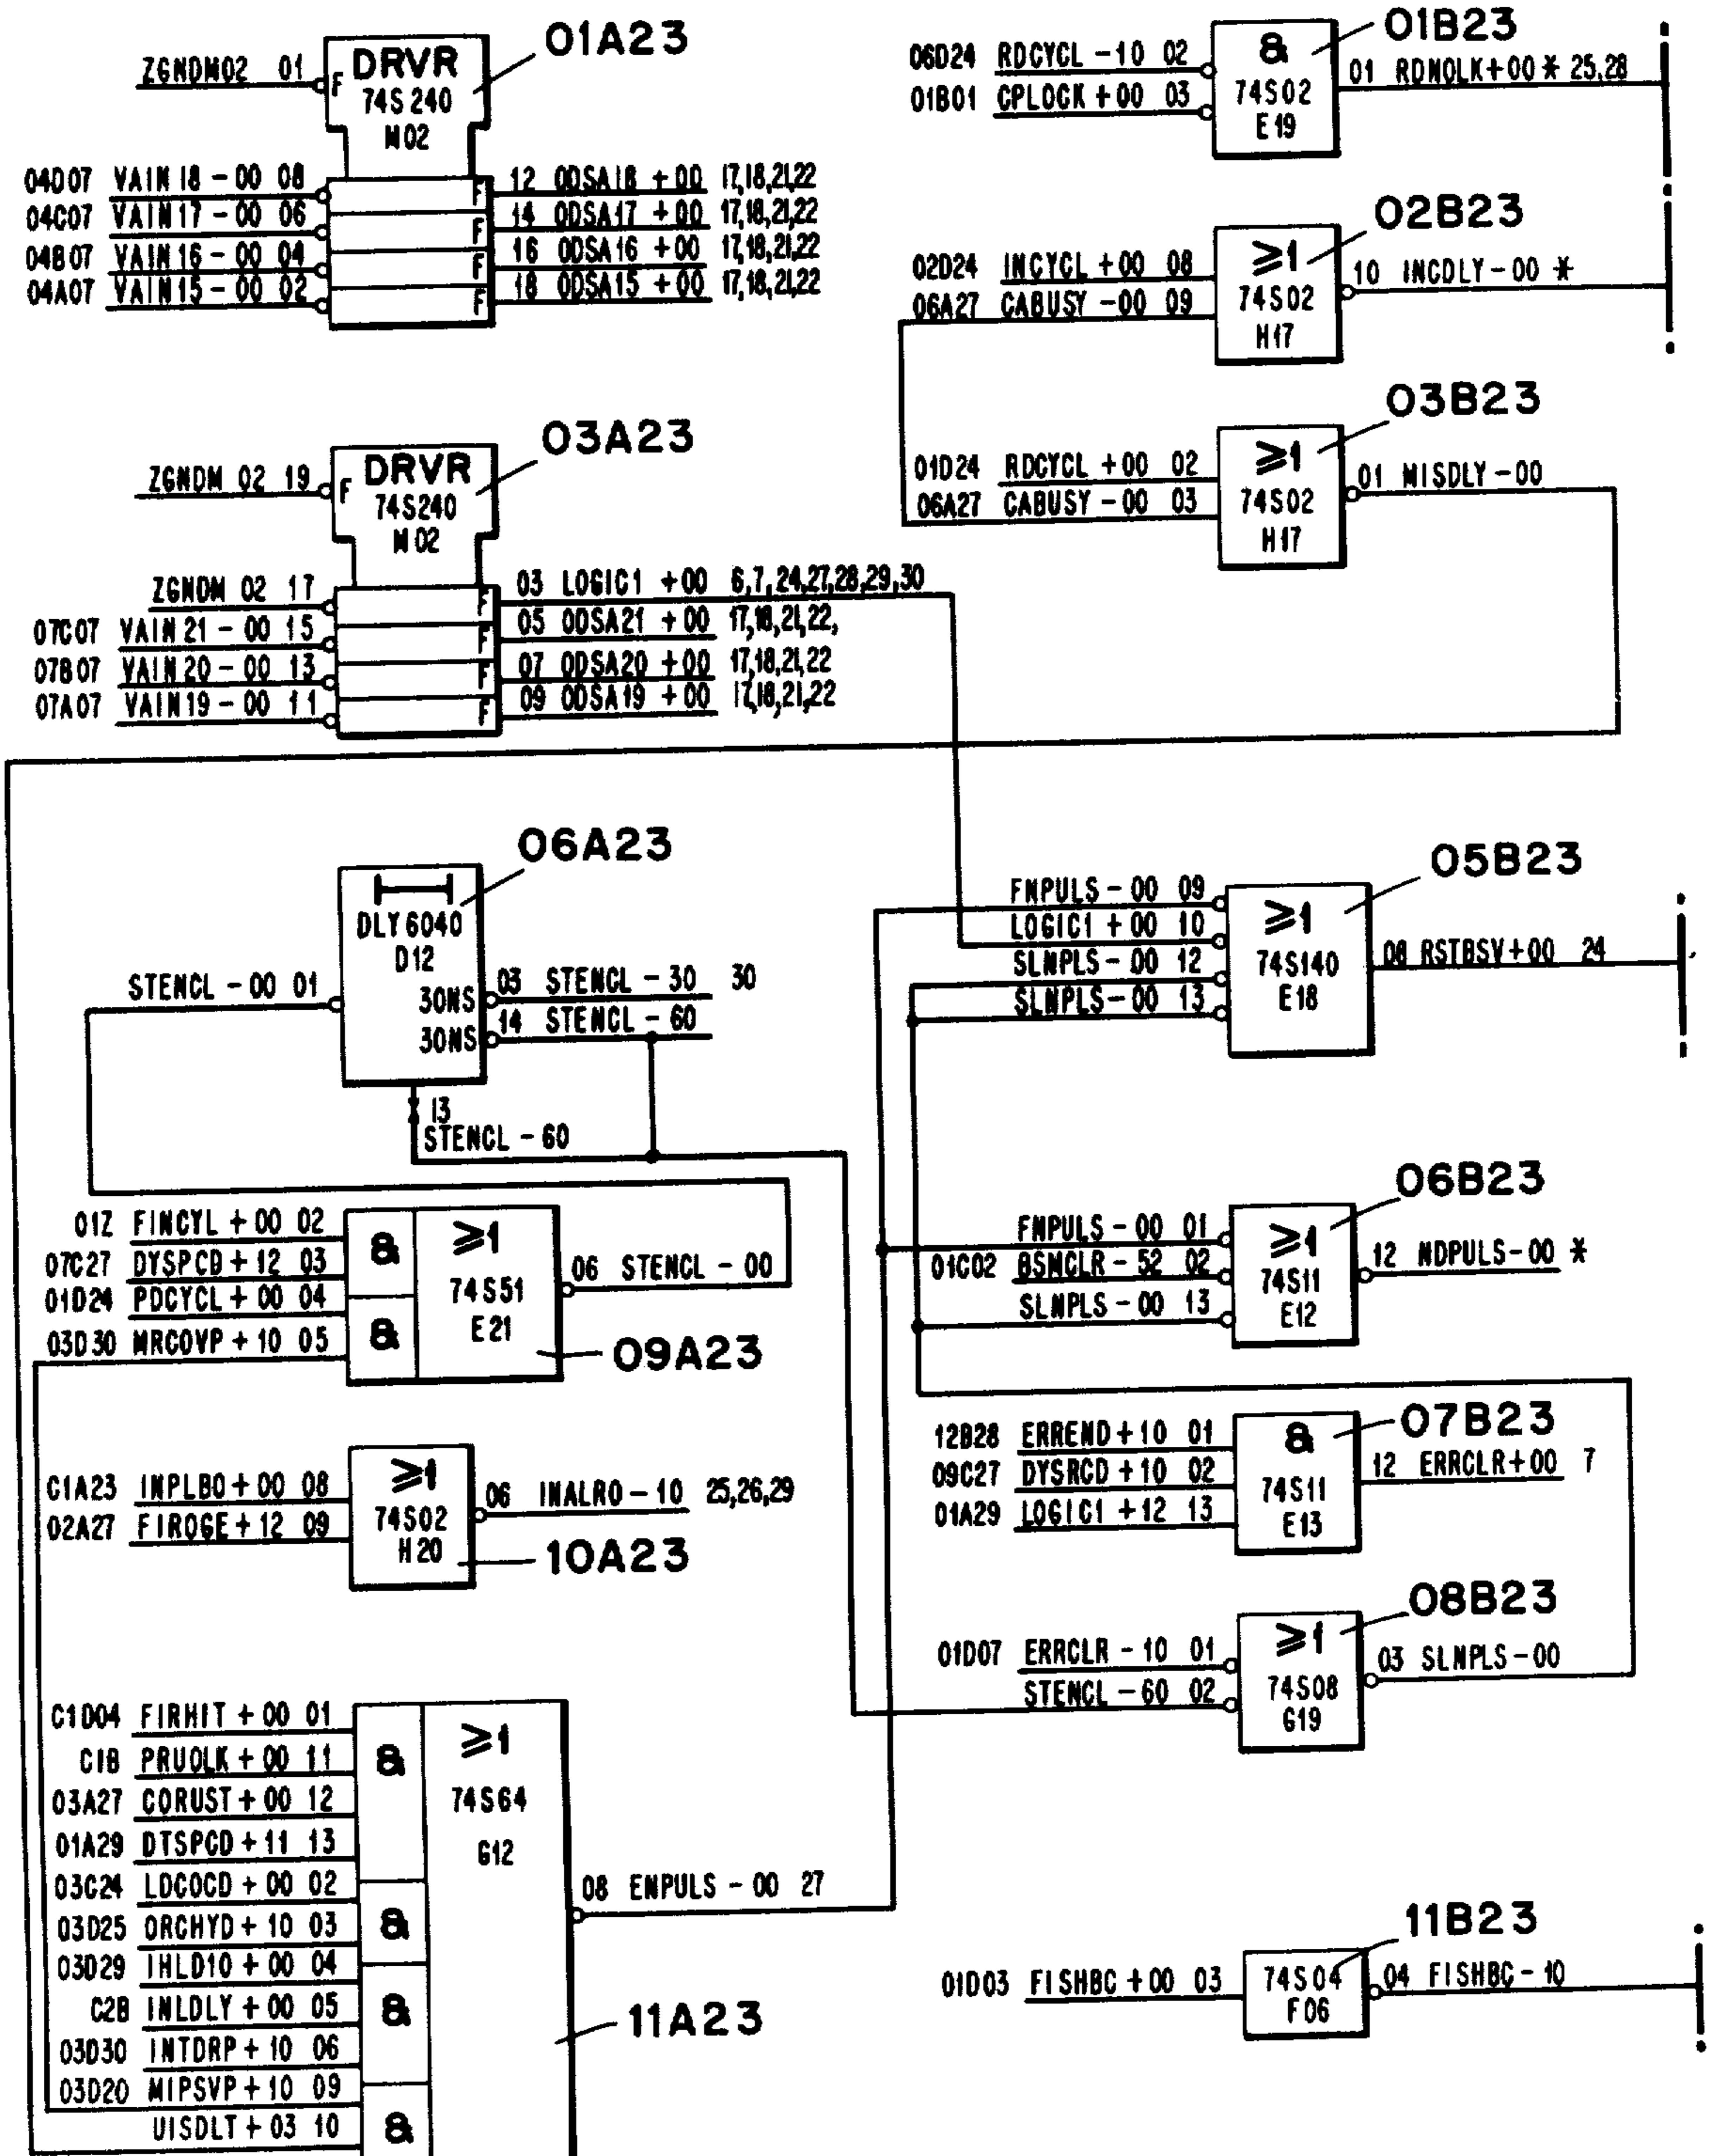 01A23
ZGNDM02 01
F DRVR
74S240
M02
04D07 VAIN18-00 08
F 12 ODSA18+00 17,18,21,22
04C07 VAIN17-00 06
F 14 ODSA17+00 17,18,21,22
04B07 VAIN16-00 04
F 16 ODSA16+00 17,18,21,22
04A07 VAIN15-00 02
F 18 ODSA15+00 17,18,21,22
03A23
ZGNDM 02 19
F DRVR
74S240
M02
ZGNDM 02 17
F 03 LOGIC1+00 6,7,24,27,28,29,30
07C07 VAIN21-00 15
F 05 ODSA21+00 17,18,21,22,
07B07 VAIN20-00 13
F 07 ODSA20+00 17,18,21,22
07A07 VAIN19-00 11
F 09 ODSA19+00 17,18,21,22
06A23
DLY6040
D12
STENCL-00 01
30NS 03 STENCL-30 30
30NS 14 STENCL-60
13
STENCL-60
01Z FINCYL+00 02
07C27 DYSPCD+12 03
01D24 PDCYCL+00 04
03D30 MRCOVP+10 05
&
&
≥1
74S51
E21
06 STENCL-00
09A23
C1A23 INPLBO+00 08
02A27 FIROGE+12 09
≥1
74S02
H20
06 INALRO-10 25,26,29
10A23
C1D04 FIRHIT+00 01
C1B PRUOLK+00 11
03A27 CORUST+00 12
01A29 DTSPCD+11 13
03C24 LDCOCD+00 02
03D25 ORCHYD+10 03
03D29 IHLD10+00 04
C2B INLDLY+00 05
03D30 INTDRP+10 06
03D20 MIPSVP+10 09
UISDLT+03 10
&
&
&
&
≥1
74S64
G12
08 ENPULS-00 27
11A23
01B23
06D24 RDCYCL-10 02
01B01 CPLOCK+00 03
&
74S02
E19
01 RDNOLK+00* 25,28
02B23
02D24 INCYCL+00 08
06A27 CABUSY-00 09
≥1
74S02
H17
10 INCDLY-00*
03B23
01D24 RDCYCL+00 02
06A27 CABUSY-00 03
≥1
74S02
H17
01 MISDLY-00
05B23
FNPULS-00 09
LOGIC1+00 10
SLNPLS-00 12
SLNPLS-00 13
≥1
74S140
E18
08 RSTBSV+00 24
06B23
FNPULS-00 01
01C02 BSMCLR-52 02
SLNPLS-00 13
≥1
74S11
E12
12 NDPULS-00*
07B23
12B28 ERREND+10 01
09C27 DYSRCD+10 02
01A29 LOGIC1+12 13
&
74S11
E13
12 ERRCLR+00 7
08B23
01D07 ERRCLR-10 01
STENCL-60 02
≥1
74S08
G19
03 SLNPLS-00
11B23
01D03 FISHBC+00 03
74S04
F06
04 FISHBC-10